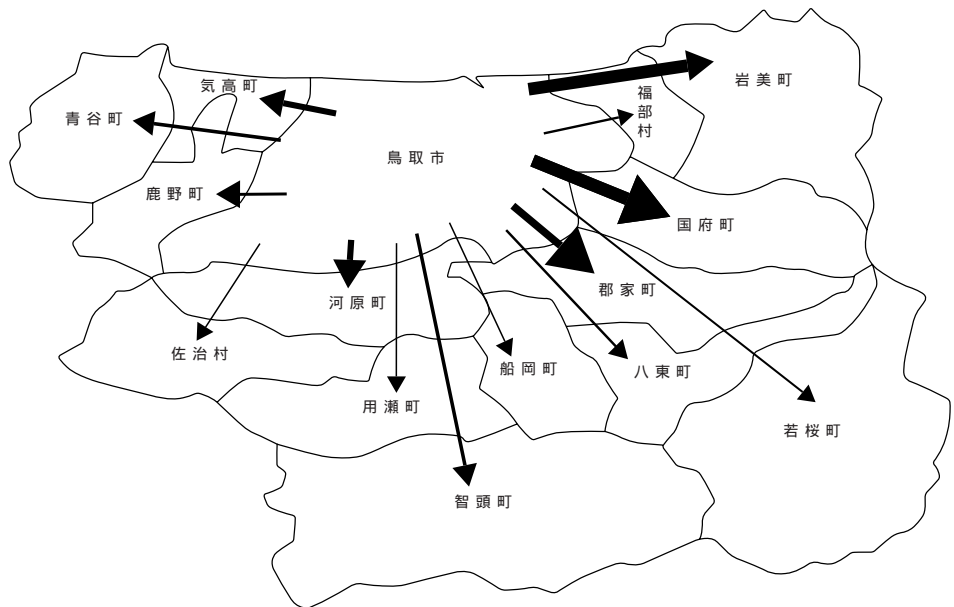 岩美町
気高町
福部村
青谷町
鳥取市
鹿野町
国府町
郡家町
河原町
佐治村
船岡町
八東町
用瀬町
若桜町
智頭町